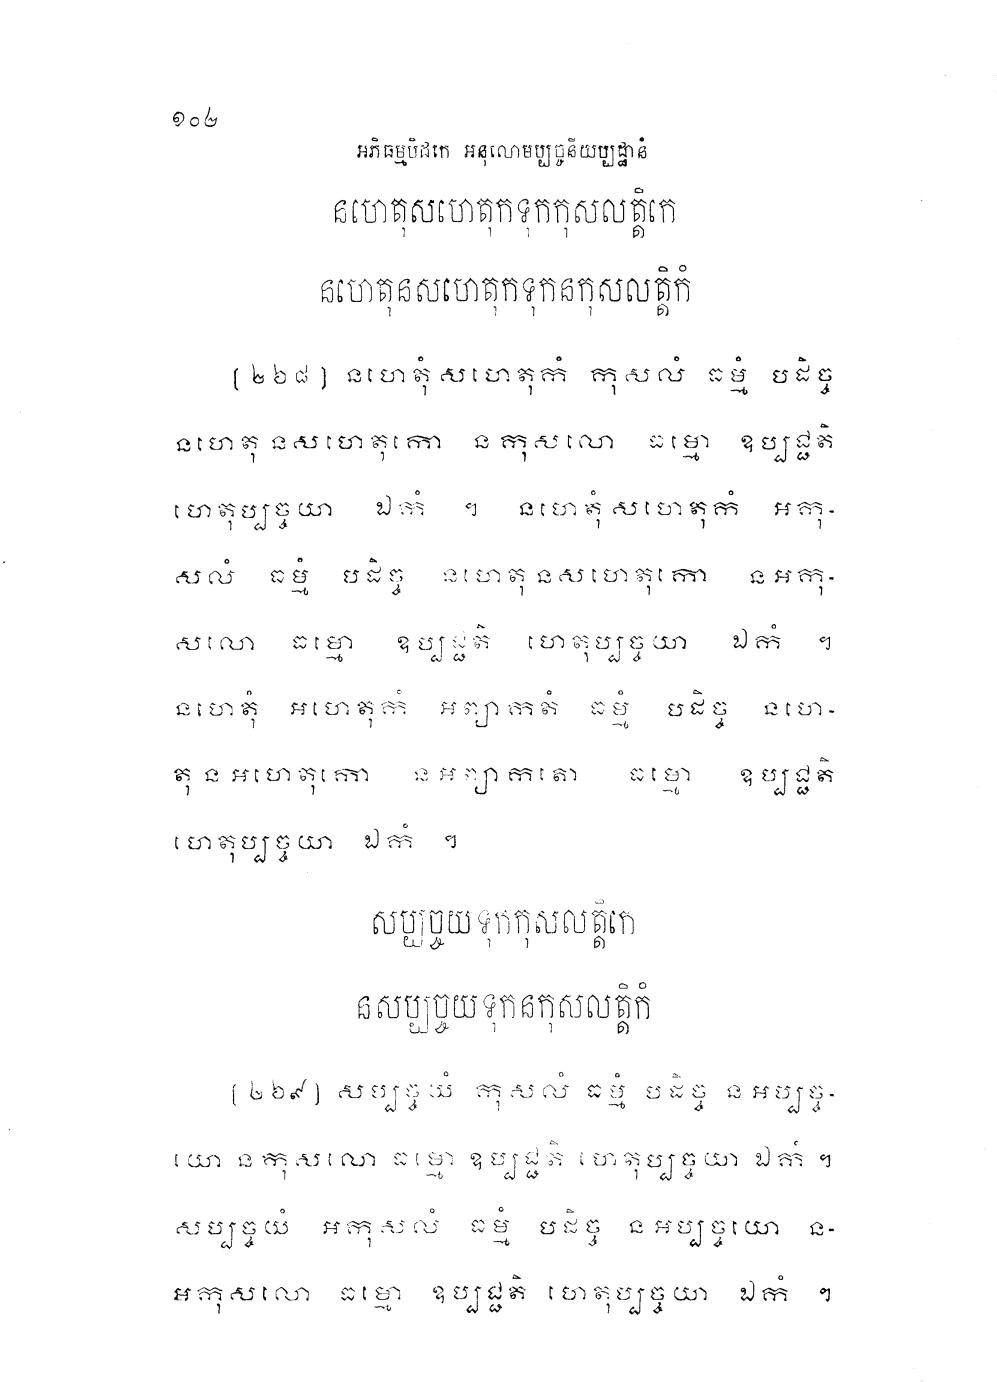 ១០៤
អភិធម្មបិដកេ អនុលោមប្បច្ចនីយប្បដ្ឋានំ
នហេតុសហេតុកទុកកុសលត្តិកេ
នហេតុនសហេតុកទុកនកុសលត្តិកំ
[២៦៨] នហេតុំសហេតុកំ កុសលំ ធម្មំ បដិច្ច
នហេតុនសហេតុកោ នកុសលោ ធម្មោ ឧប្បជ្ជតិ
ហេតុប្បច្ចយា ឯកំ ។ នហេតុំសហេតុកំ អកុ-
សលំ ធម្មំ បដិច្ច នហេតុនសហេតុកោ នអកុ-
សលោ ធម្មោ ឧប្បជ្ជតិ ហេតុប្បច្ចយា ឯកំ ។
នហេតុំ អហេតុកំ អព្យាកតំ ធម្មំ បដិច្ច នហេ-
តុនអហេតុកោ នអព្យាកតោ ធម្មោ ឧប្បជ្ជតិ
ហេតុប្បច្ចយា ឯកំ ។
សប្បច្ចយទុកកុសលត្តិកេ
នសប្បច្ចយទុកនកុសលត្តិកំ
[២៦៩] សប្បច្ចយំ កុសលំ ធម្មំ បដិច្ច នអប្បច្ច-
យោ នកុសលោ ធម្មោ ឧប្បជ្ជតិ ហេតុប្បច្ចយា ឯកំ ។
សប្បច្ចយំ អកុសលំ ធម្មំ បដិច្ច នអប្បច្ចយោ ន-
អកុសលោ ធម្មោ ឧប្បជ្ជតិ ហេតុប្បច្ចយា ឯកំ ។